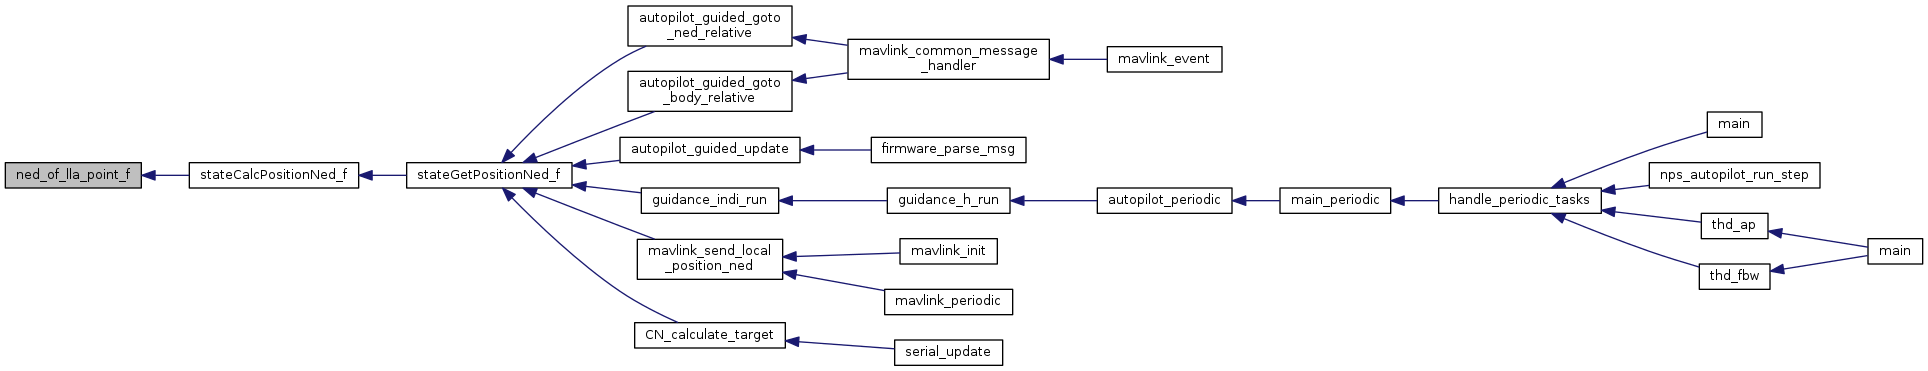 ned_of_lla_point_f
stateCalcPositionNed_f
stateGetPositionNed_f
autopilot_guided_goto
_ned_relative
autopilot_guided_goto
_body_relative
mavlink_common_message
_handler
mavlink_event
autopilot_guided_update
firmware_parse_msg
guidance_indi_run
guidance_h_run
autopilot_periodic
main_periodic
handle_periodic_tasks
main
nps_autopilot_run_step
thd_ap
thd_fbw
main
mavlink_send_local
_position_ned
mavlink_init
mavlink_periodic
CN_calculate_target
serial_update